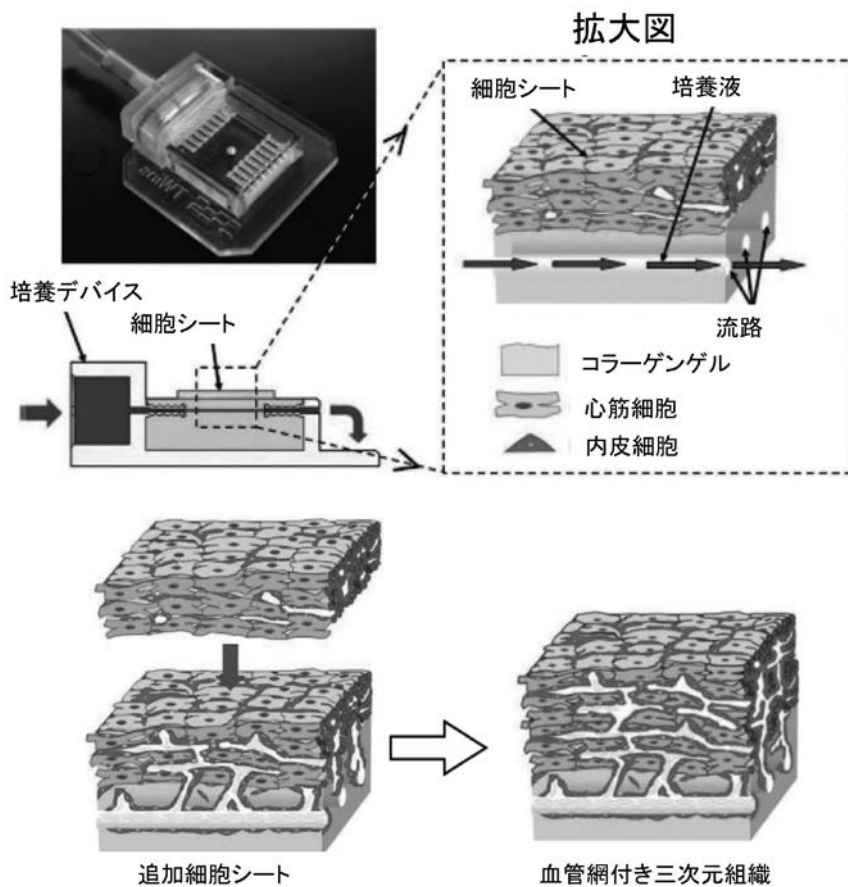 拡大図
細胞シート
培養液
培養デバイス
細胞シート
流路
コラーゲンゲル
心筋細胞
内皮細胞
追加細胞シート
血管網付き三次元組織